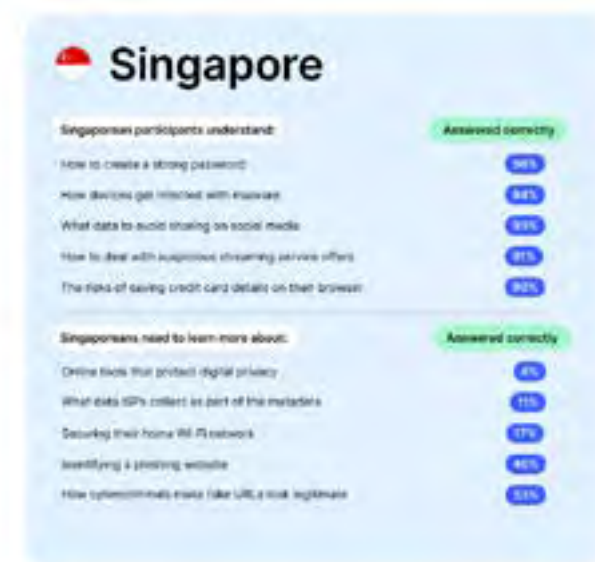 Singapore
Singaporean participants understand:
Answered correctly
How to create a strong password
How devices get infected with malware
What data to avoid sharing on social media
How to deal with suspicious streaming service offers
The risks of saving credit card details on their browser
90%
Singaporeans need to learn more about:
Answered correctly
Online tools that protect digital privacy
4%
What data ISPs collect as part of the metadata
11%
Securing their home Wi-Fi network
17%
Identifying a phishing website
How cybercriminals make fake URLs look legitimate